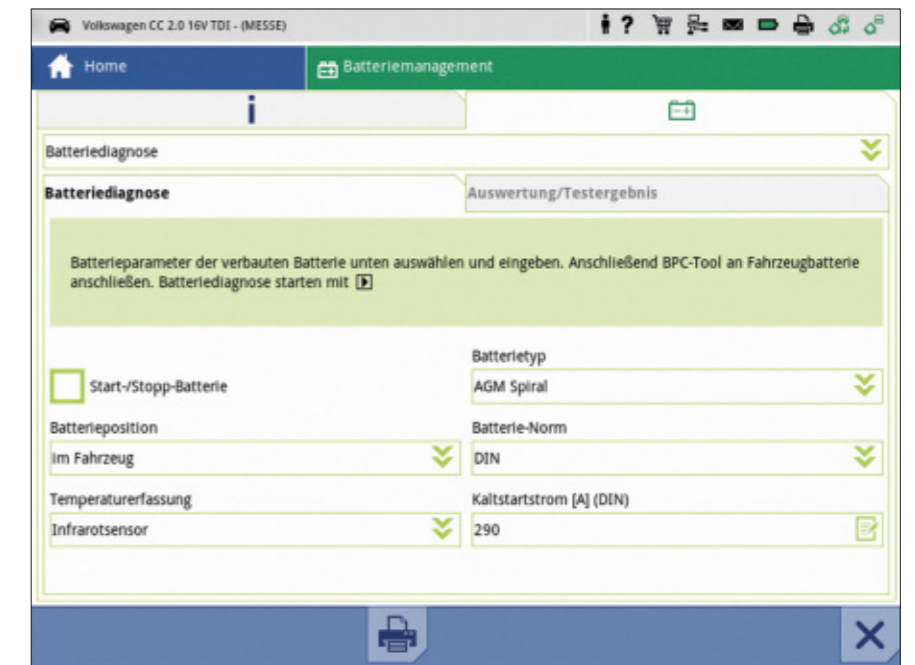 Volkswagen CC 2.0 16V TDI - (MESSE)
?
Home
Batteriemanagement
i
Batteriediagnose
Batteriediagnose
Auswertung/Testergebnis
Batterieparameter der verbauten Batterie unten auswählen und eingeben. Anschließend BPC-Tool an Fahrzeugbatterie
anschließen. Batteriediagnose starten mit
Start-/Stopp-Batterie
Batterietyp
AGM Spiral
Batterieposition
Batterie-Norm
im Fahrzeug
DIN
Temperaturerfassung
Kaltstartstrom [A] (DIN)
Infrarotsensor
290